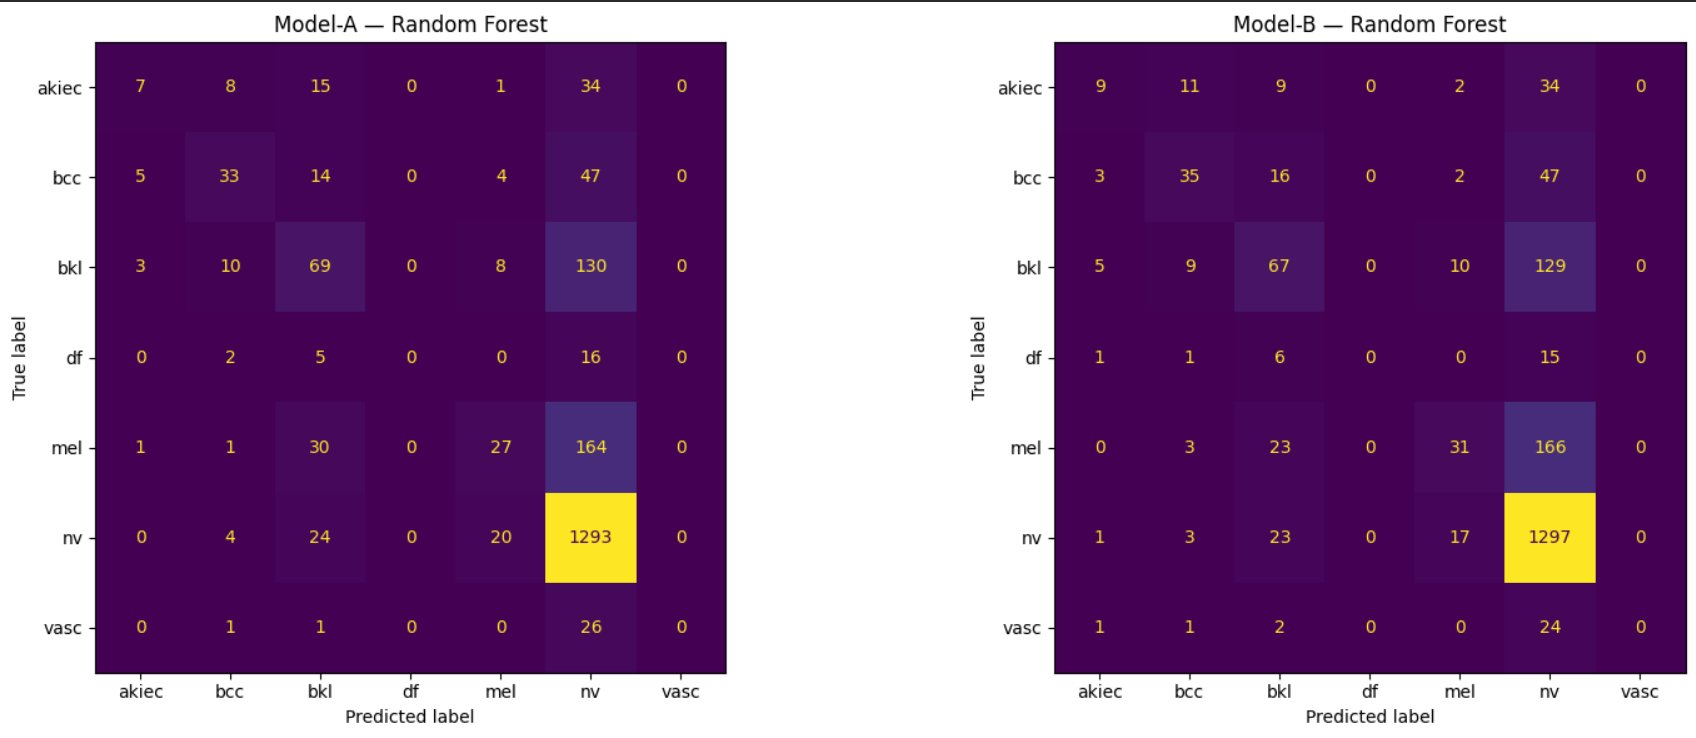 Model-A — Random Forest
akiec 7 8 15 0 1 34 0
bcc 5 33 14 0 4 47 0
bkl 3 10 69 0 8 130 0
df 0 2 5 0 0 16 0
mel 1 1 30 0 27 164 0
nv 0 4 24 0 20 1293 0
vasc 0 1 1 0 0 26 0
akiec bcc bkl df mel nv vasc
Predicted label
True label
Model-B — Random Forest
akiec 9 11 9 0 2 34 0
bcc 3 35 16 0 2 47 0
bkl 5 9 67 0 10 129 0
df 1 1 6 0 0 15 0
mel 0 3 23 0 31 166 0
nv 1 3 23 0 17 1297 0
vasc 1 1 2 0 0 24 0
akiec bcc bkl df mel nv vasc
Predicted label
True label